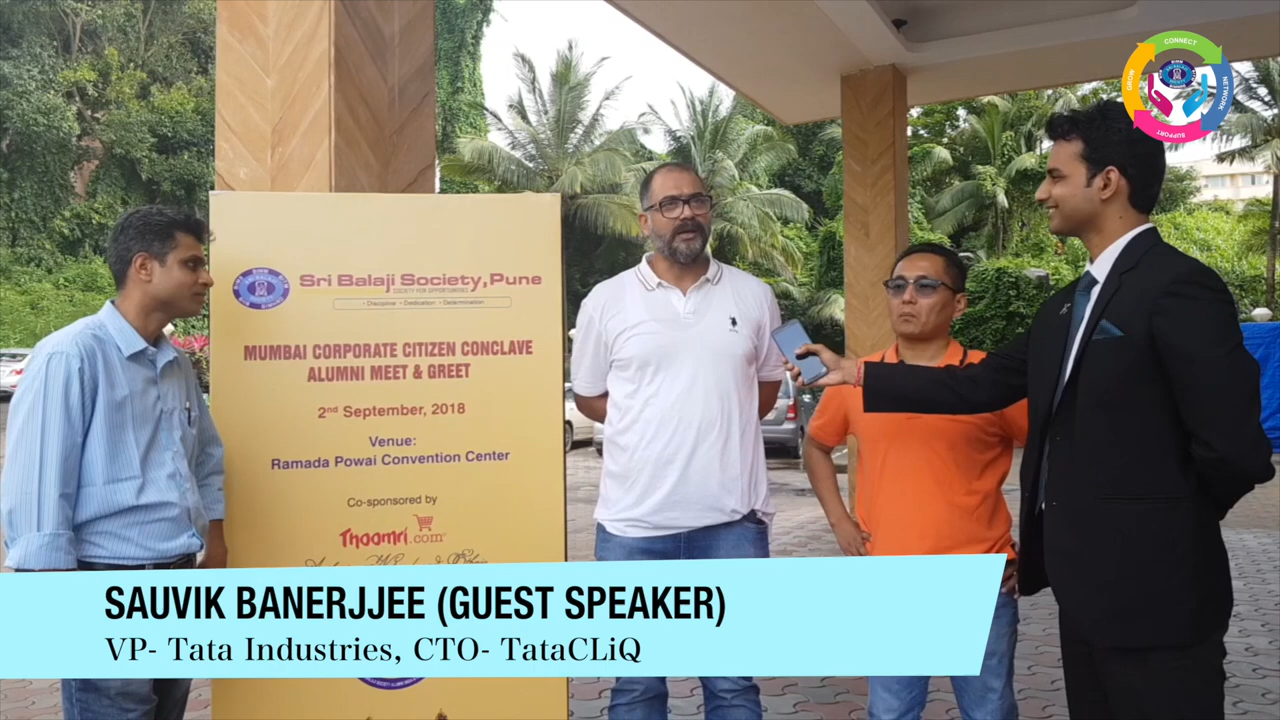 CONNECT
GROW
NETWORK
SUPPORT
Sri Balaji Society, Pune
SOCIETY FOR OPPORTUNITIES
• Discipline • Dedication • Determination
MUMBAI CORPORATE CITIZEN CONCLAVE
ALUMNI MEET & GREET
2nd September, 2018
Venue:
Ramada Powai Convention Center
Co-sponsored by
Thoomri.com
SAUVIK BANERJJEE (GUEST SPEAKER)
VP- Tata Industries, CTO- TataCLiQ